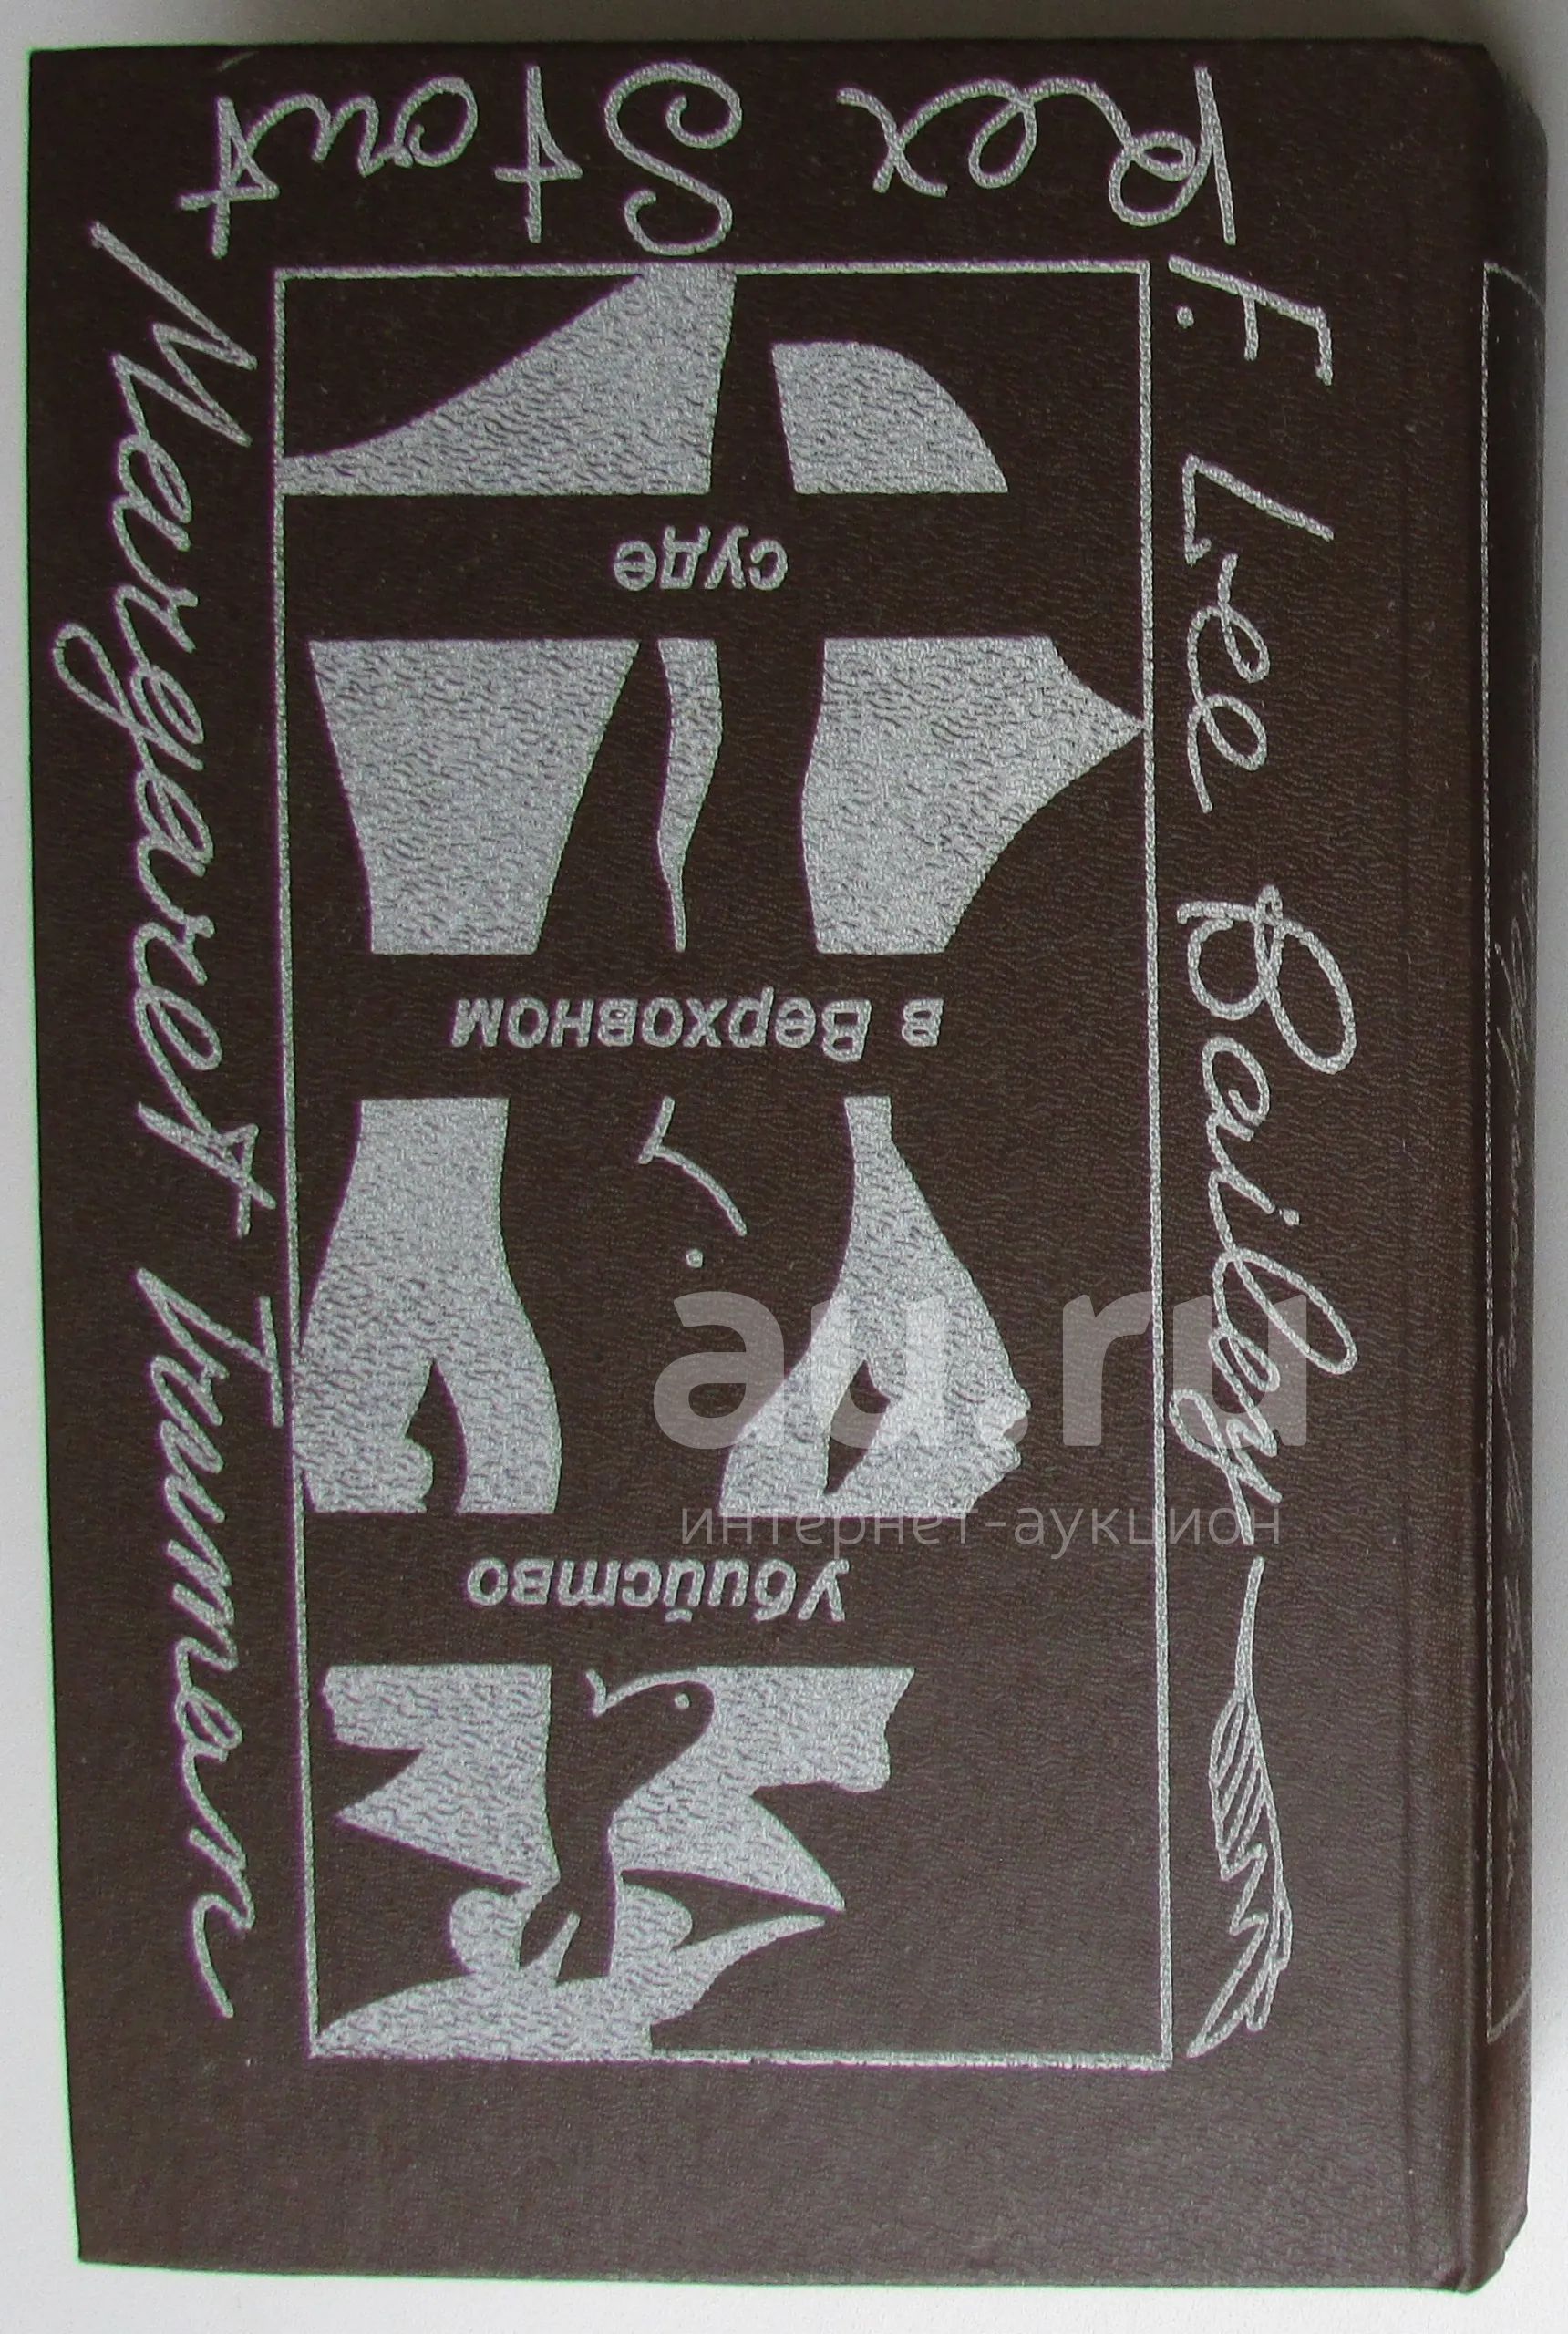 Rex Stout
F. Lee Bailey
Margaret Truman
Убийство
в Верховном
суде
au.ru
интернет-аукцион